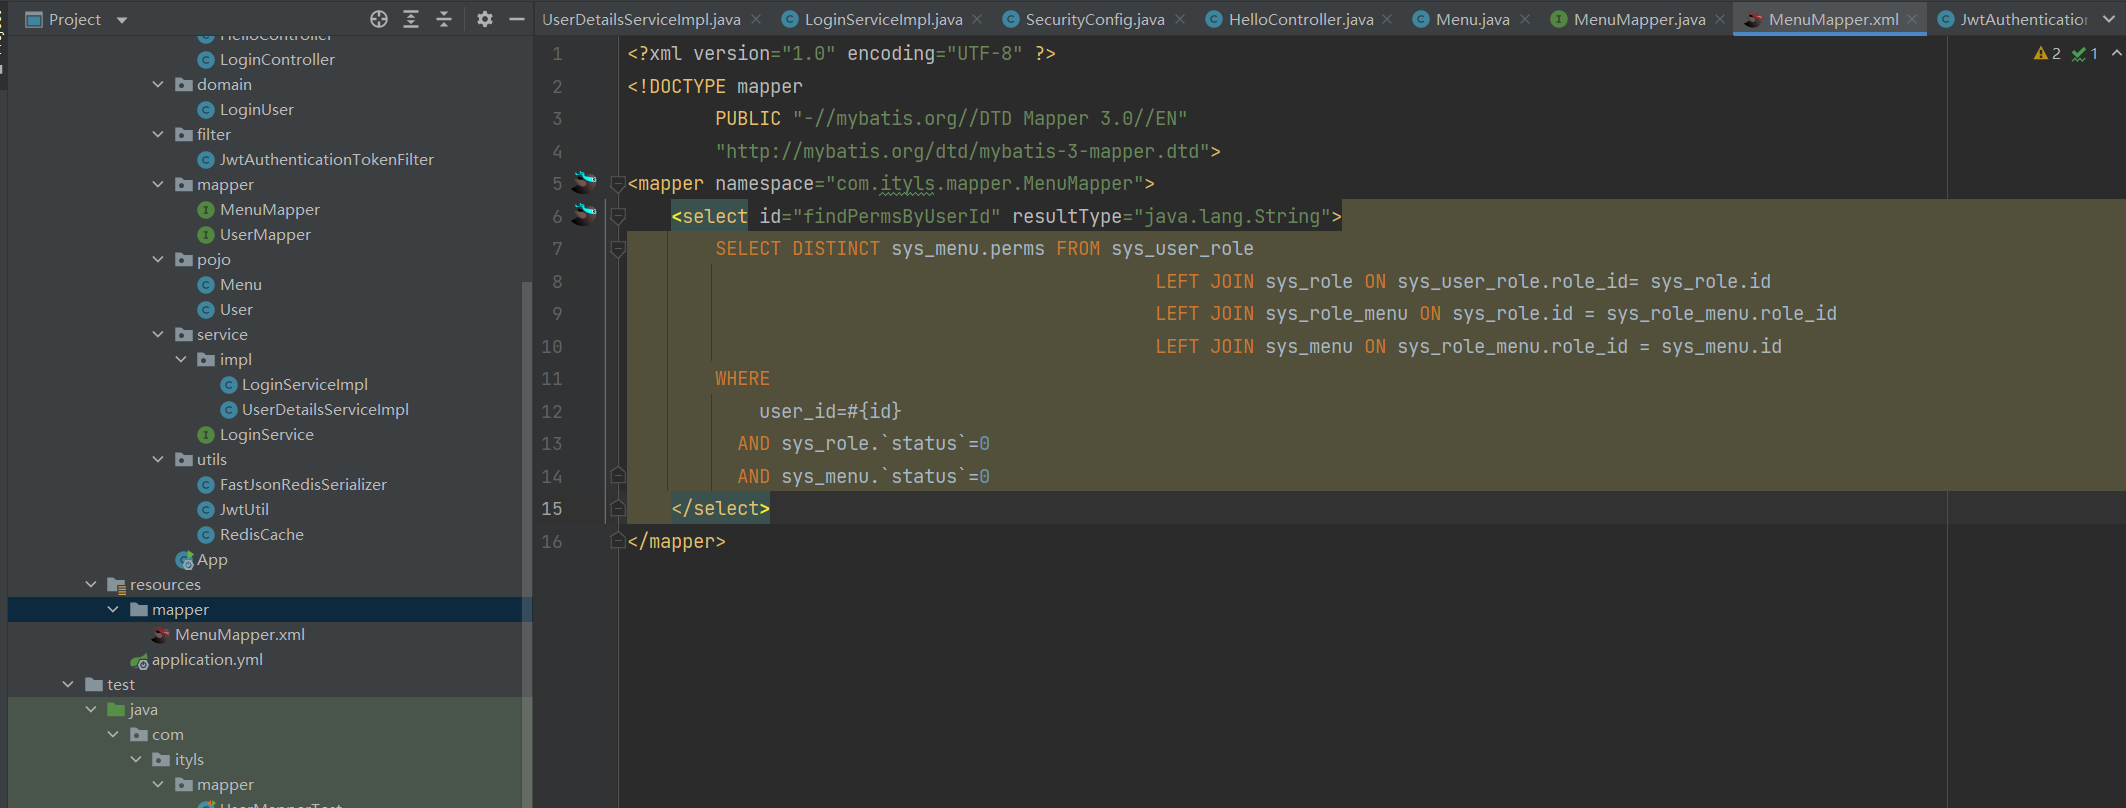 Project
UserDetailsServiceImpl.java
LoginServiceImpl.java
SecurityConfig.java
HelloController.java
Menu.java
MenuMapper.java
MenuMapper.xml
JwtAuthentication
HelloController
LoginController
domain
LoginUser
filter
JwtAuthenticationTokenFilter
mapper
MenuMapper
UserMapper
pojo
Menu
User
service
impl
LoginServiceImpl
UserDetailsServiceImpl
LoginService
utils
FastJsonRedisSerializer
JwtUtil
RedisCache
App
resources
mapper
MenuMapper.xml
application.yml
test
java
com
ityls
mapper
UserMapperTest
2 1
1 <?xml version="1.0" encoding="UTF-8" ?>
2 <!DOCTYPE mapper
3 PUBLIC "-//mybatis.org//DTD Mapper 3.0//EN"
4 "http://mybatis.org/dtd/mybatis-3-mapper.dtd">
5 <mapper namespace="com.ityls.mapper.MenuMapper">
6 <select id="findPermsByUserId" resultType="java.lang.String">
7 SELECT DISTINCT sys_menu.perms FROM sys_user_role
8 LEFT JOIN sys_role ON sys_user_role.role_id= sys_role.id
9 LEFT JOIN sys_role_menu ON sys_role.id = sys_role_menu.role_id
10 LEFT JOIN sys_menu ON sys_role_menu.role_id = sys_menu.id
11 WHERE
12 user_id=#{id}
13 AND sys_role.`status`=0
14 AND sys_menu.`status`=0
15 </select>
16 </mapper>